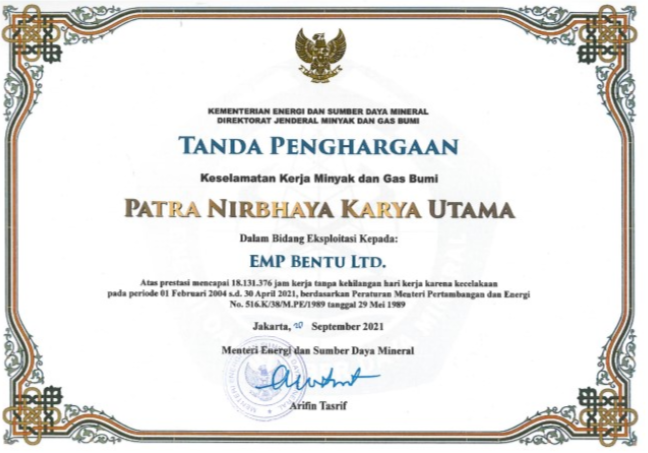 KEMENTERIAN ENERGI DAN SUMBER DAYA MINERAL
DIREKTORAT JENDERAL MINYAK DAN GAS BUMI
TANDA PENGHARGAAN
Keselamatan Kerja Minyak dan Gas Bumi
PATRA NIRBHAYA KARYA UTAMA
Dalam Bidang Eksploitasi Kepada:
EMP BENTU LTD.
Atas prestasi mencapai 18.131.376 jam kerja tanpa kehilangan hari kerja karena kecelakaan
pada periode 01 Februari 2004 s.d. 30 April 2021, berdasarkan Peraturan Menteri Pertambangan dan Energi
No. 516.K/38/M.PE/1989 tanggal 29 Mei 1989
Jakarta, 20 September 2021
Menteri Energi dan Sumber Daya Mineral
Arifin Tasrif